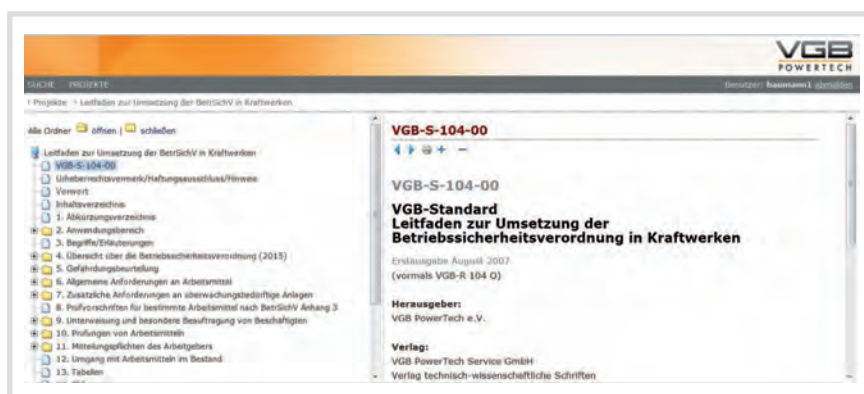 VGB
POWERTECH
SUCHE PROJEKTE
Benutzer: baumann1 abmelden
Projekte > Leitfaden zur Umsetzung der BetrSichV in Kraftwerken
Alle Ordner öffnen | schließen
Leitfaden zur Umsetzung der BetrSichV in Kraftwerken
VGB-S-104-00
Urheberrechtsvermerk/Haftungsausschluss/Hinweis
Vorwort
Inhaltsverzeichnis
1. Abkürzungsverzeichnis
2. Anwendungsbereich
3. Begriffe/Erläuterungen
4. Übersicht über die Betriebssicherheitsverordnung (2015)
5. Gefährdungsbeurteilung
6. Allgemeine Anforderungen an Arbeitsmittel
7. Zusätzliche Anforderungen an überwachungsbedürftige Anlagen
8. Prüfvorschriften für bestimmte Arbeitsmittel nach BetrSichV Anhang 3
9. Unterweisung und besondere Beauftragung von Beschäftigten
10. Prüfungen von Arbeitsmitteln
11. Mitteilungspflichten des Arbeitgebers
12. Umgang mit Arbeitsmitteln im Bestand
13. Tabellen
VGB-S-104-00
VGB-S-104-00
VGB-Standard
Leitfaden zur Umsetzung der
Betriebssicherheitsverordnung in Kraftwerken
Erstausgabe August 2007
(vormals VGB-R 104 O)
Herausgeber:
VGB PowerTech e.V.
Verlag:
VGB PowerTech Service GmbH
Verlag technisch-wissenschaftliche Schriften